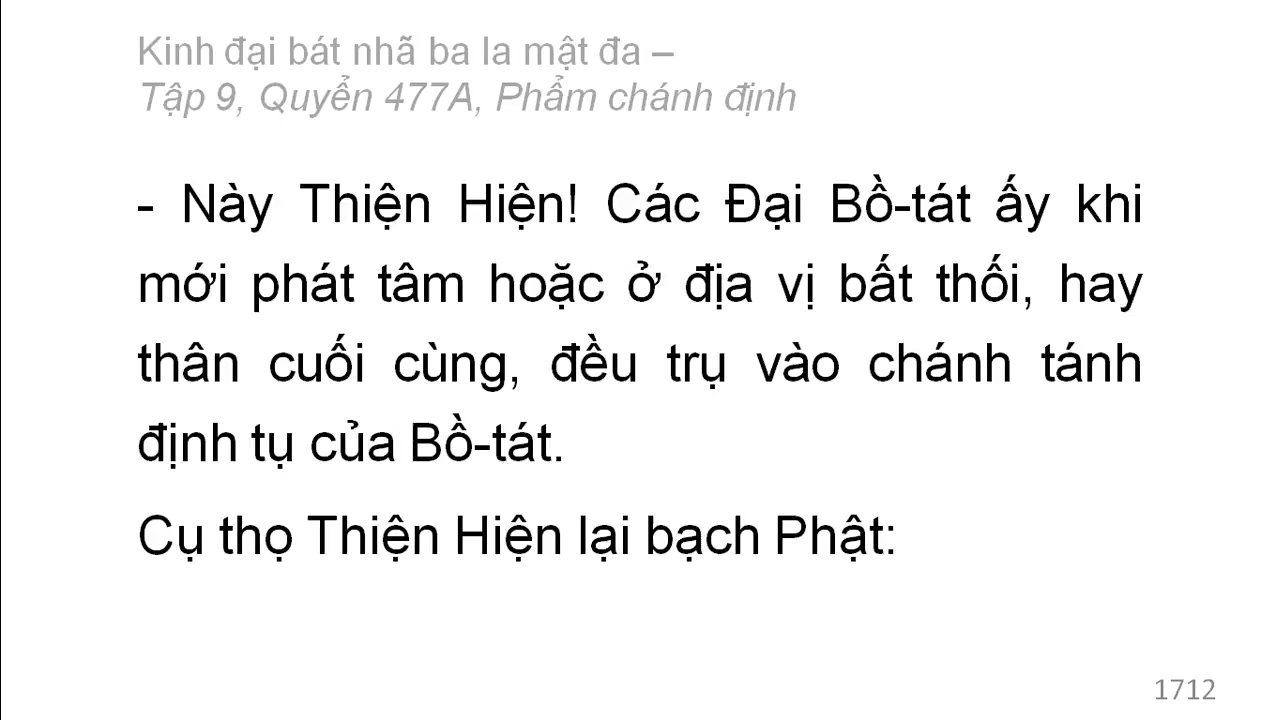 Kinh đại bát nhã ba la mật đa –
Tập 9, Quyển 477A, Phẩm chánh định
- Này Thiện Hiện! Các Đại Bồ-tát ấy khi
mới phát tâm hoặc ở địa vị bất thối, hay
thân cuối cùng, đều trụ vào chánh tánh
định tụ của Bồ-tát.
Cụ thọ Thiện Hiện lại bạch Phật:
1712